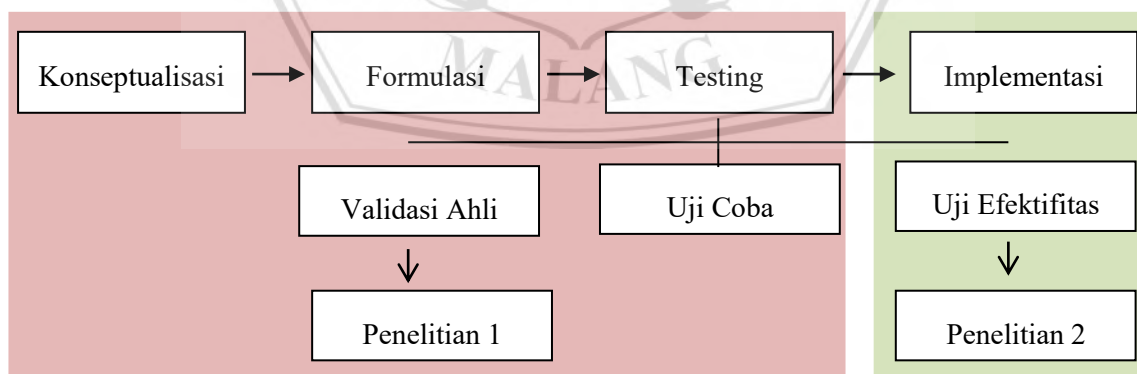 Konseptualisasi
Formulasi
Testing
Implementasi
MALANG
Validasi Ahli
Uji Coba
Uji Efektifitas
Penelitian 1
Penelitian 2